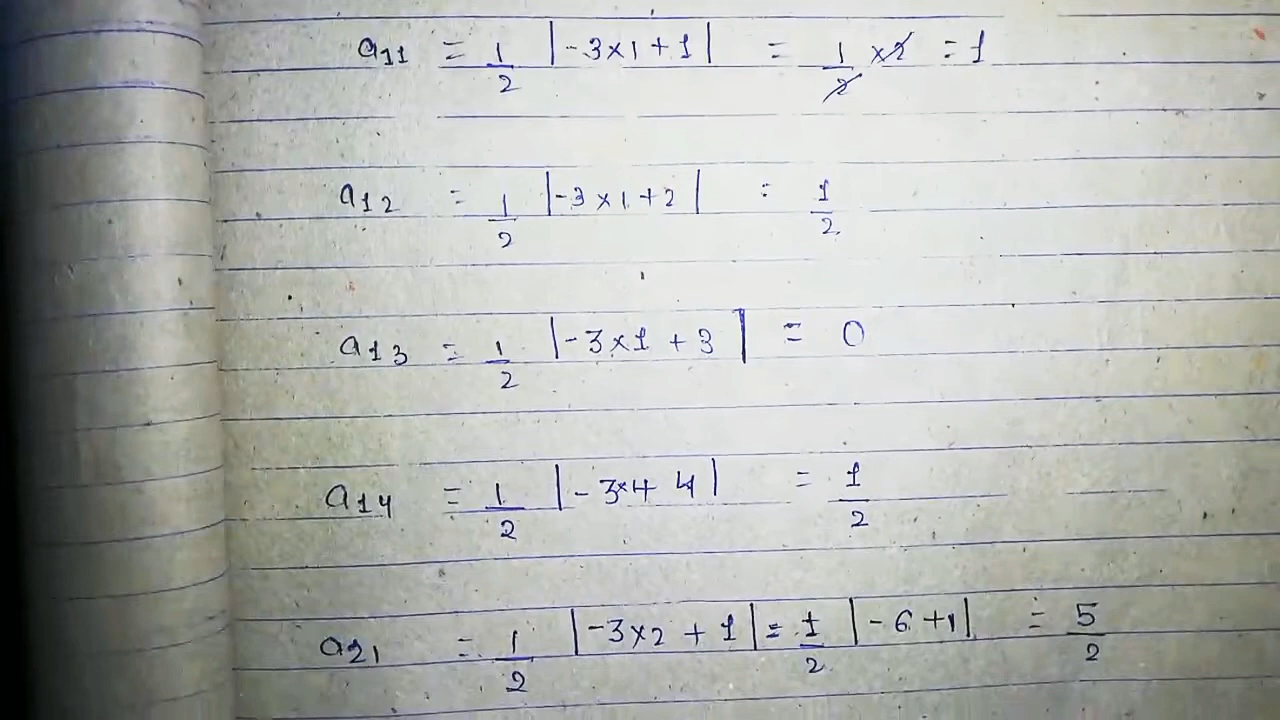 a11 = 1/2 |-3×1+1| = 1/2 ×2 = 1
a12 = 1/2 |-3×1+2| = 1/2
a13 = 1/2 |-3×1+3| = 0
a14 = 1/2 |-3×+ 4| = 1/2
a21 = 1/2 |-3×2+1| = 1/2 |-6+1| = 5/2